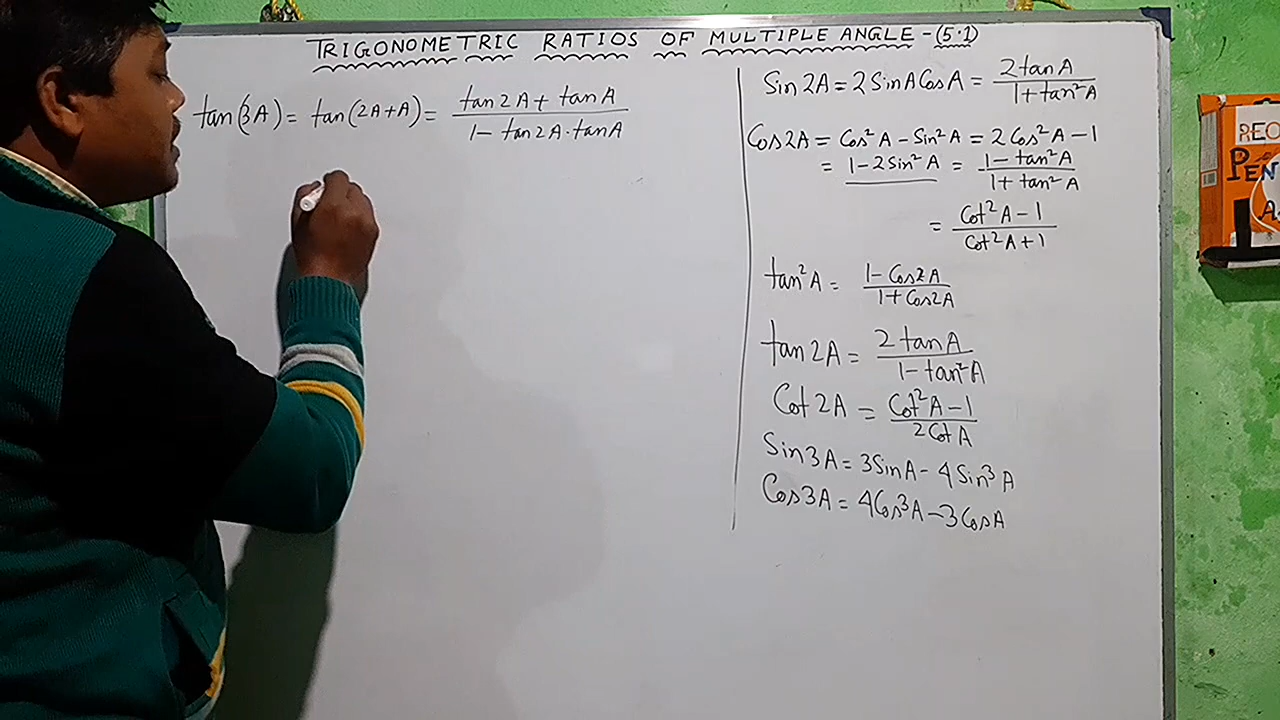 TRIGONOMETRIC RATIOS OF MULTIPLE ANGLE-(5.1)
tan(3A) = tan(2A+A) = (tan2A + tanA)/(1 - tan2A·tanA)
Sin2A = 2SinACosA = 2tanA/(1+tan²A)
Cos2A = Cos²A - Sin²A = 2Cos²A - 1
= 1-2Sin²A = (1-tan²A)/(1+tan²A)
= (Cot²A-1)/(Cot²A+1)
tan²A = (1-Cos2A)/(1+Cos2A)
tan2A = 2tanA/(1-tan²A)
Cot2A = (Cot²A-1)/(2CotA)
Sin3A = 3SinA - 4Sin³A
Cos3A = 4Cos³A - 3CosA